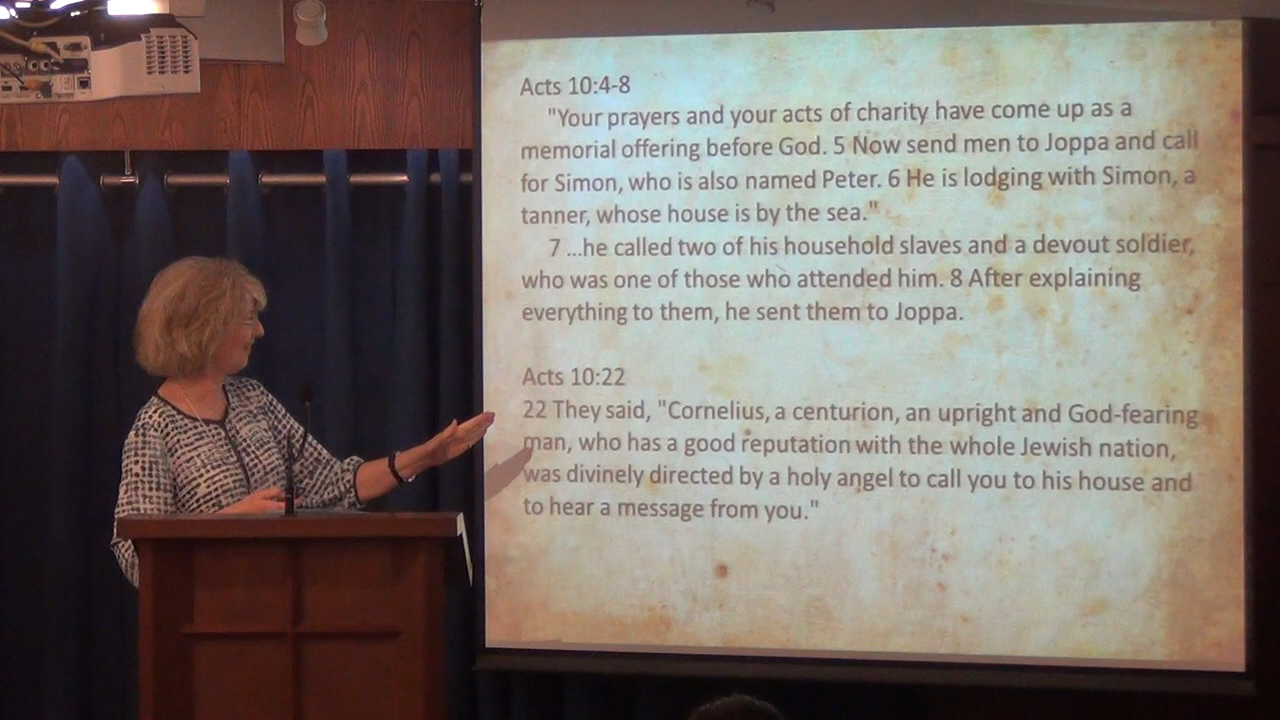 Acts 10:4-8
"Your prayers and your acts of charity have come up as a
memorial offering before God. 5 Now send men to Joppa and call
for Simon, who is also named Peter. 6 He is lodging with Simon, a
tanner, whose house is by the sea."
7 ...he called two of his household slaves and a devout soldier,
who was one of those who attended him. 8 After explaining
everything to them, he sent them to Joppa.
Acts 10:22
22 They said, "Cornelius, a centurion, an upright and God-fearing
man, who has a good reputation with the whole Jewish nation,
was divinely directed by a holy angel to call you to his house and
to hear a message from you."